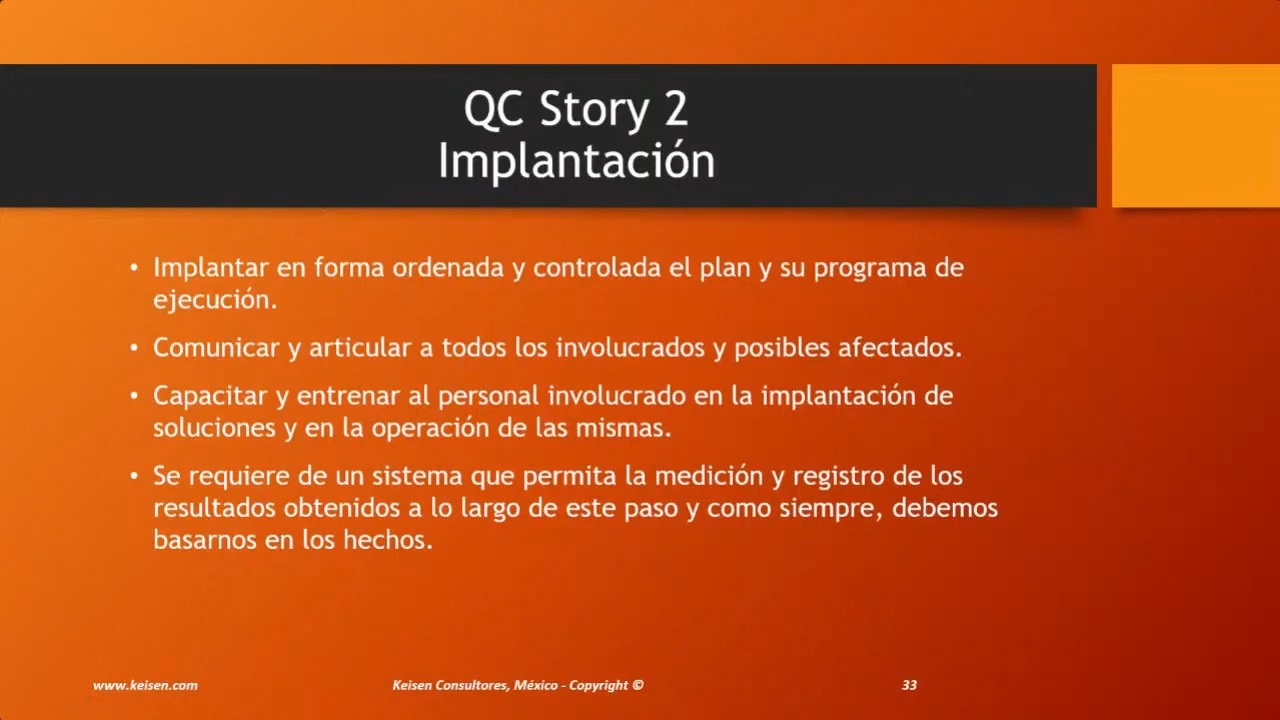 QC Story 2
Implantación
• Implantar en forma ordenada y controlada el plan y su programa de
ejecución.
• Comunicar y articular a todos los involucrados y posibles afectados.
• Capacitar y entrenar al personal involucrado en la implantación de
soluciones y en la operación de las mismas.
• Se requiere de un sistema que permita la medición y registro de los
resultados obtenidos a lo largo de este paso y como siempre, debemos
basarnos en los hechos.
www.keisen.com Keisen Consultores, México - Copyright © 33